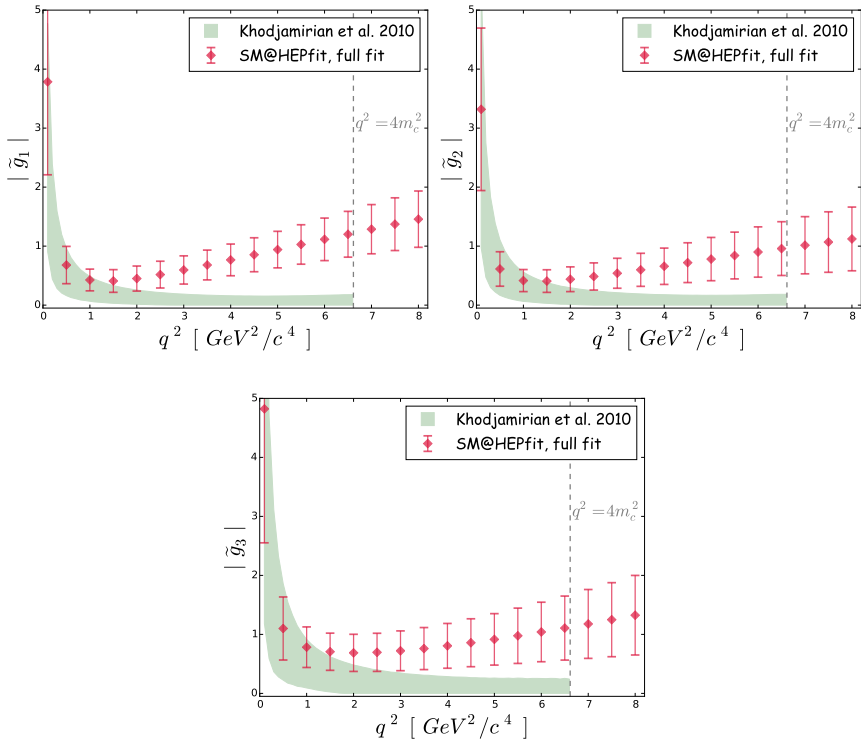 5
4
3
2
1
0
| g̃₁ |
Khodjamirian et al. 2010
SM@HEPfit, full fit
q² = 4m_c²
0 1 2 3 4 5 6 7 8
q² [ GeV²/c⁴ ]
5
4
3
2
1
0
| g̃₂ |
Khodjamirian et al. 2010
SM@HEPfit, full fit
q² = 4m_c²
0 1 2 3 4 5 6 7 8
q² [ GeV²/c⁴ ]
5
4
3
2
1
0
| g̃₃ |
Khodjamirian et al. 2010
SM@HEPfit, full fit
q² = 4m_c²
0 1 2 3 4 5 6 7 8
q² [ GeV²/c⁴ ]